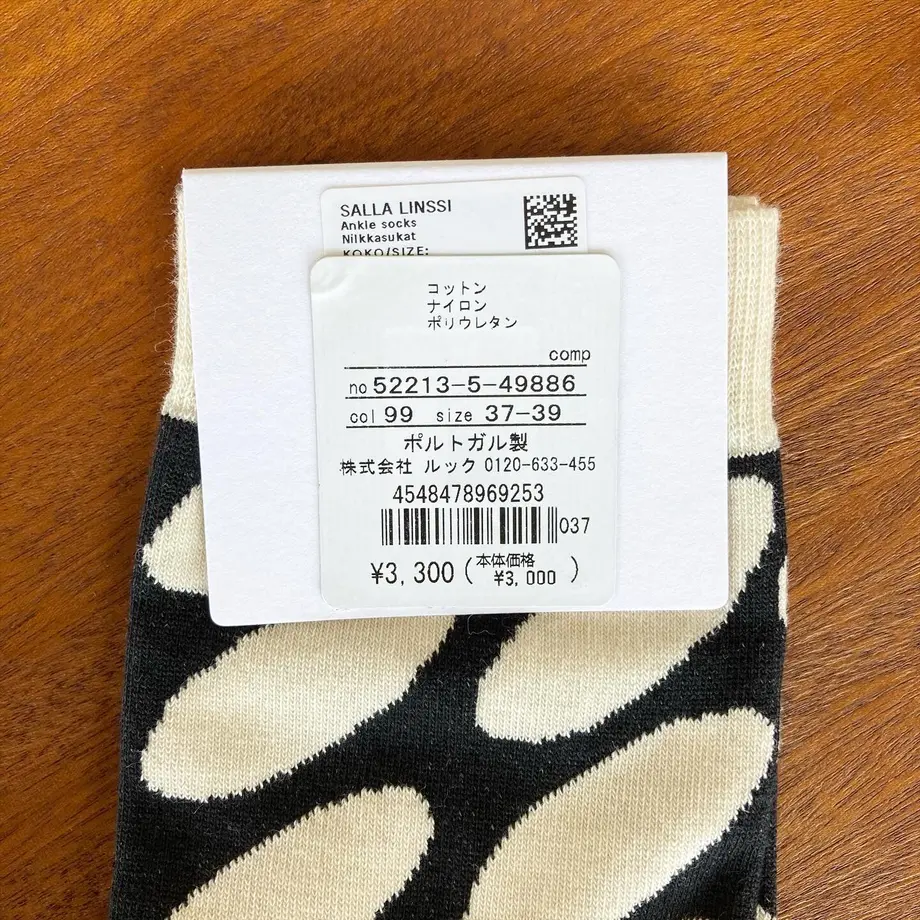 SALLA LINSSI
Ankle socks
Nilkkasukat
KOKO/SIZE:
コットン
ナイロン
ポリウレタン
comp
no 52213-5-49886
col 99 size 37-39
ポルトガル製
株式会社 ルック 0120-633-455
4548478969253
037
¥3,300 (本体価格 ¥3,000)